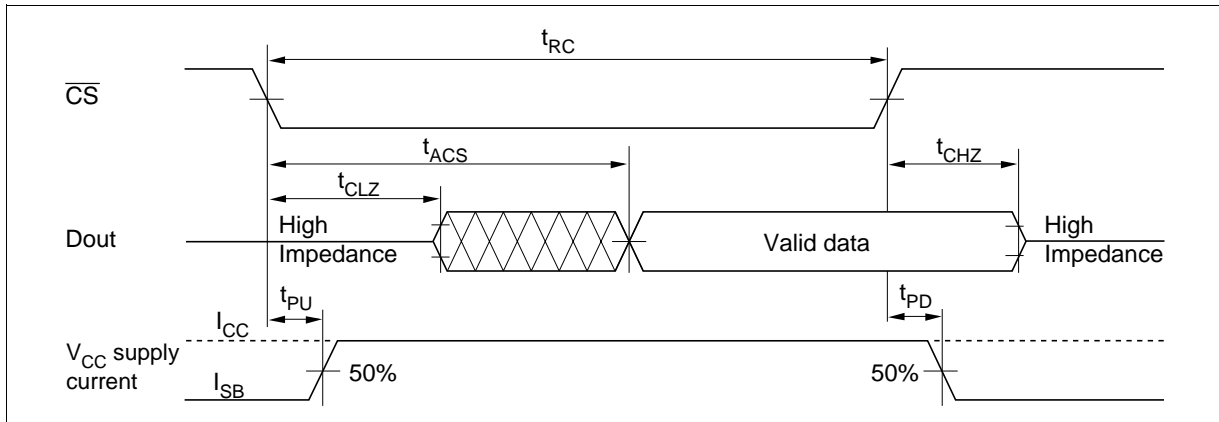 tRC
CS
tACS
tCHZ
tCLZ
Dout
High
Impedance
Valid data
High
Impedance
tPU
tPD
ICC
VCC supply
current
ISB
50%
50%